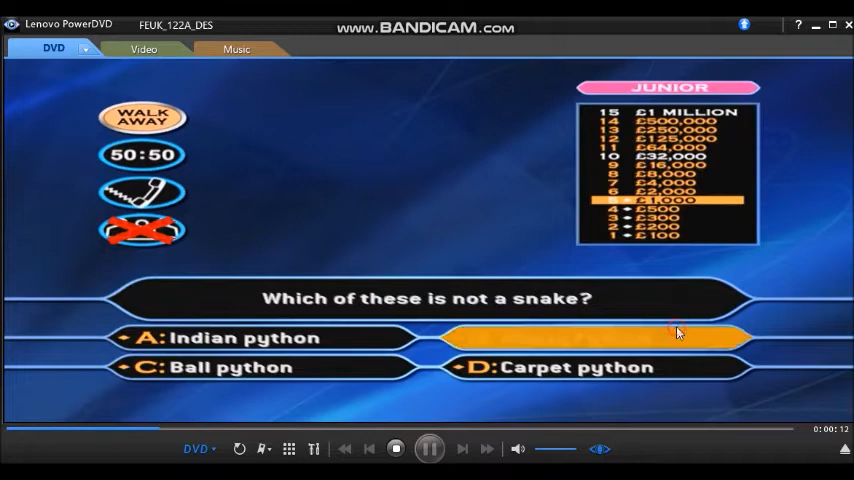 Lenovo PowerDVD
FEUK_122A_DES
www.BANDICAM.com
DVD
Video
Music
WALK AWAY
50:50
JUNIOR
15 £1 MILLION
14 £500,000
13 £250,000
12 £125,000
11 £64,000
10 £32,000
9 £16,000
8 £8,000
7 £4,000
6 £2,000
5 £1,000
4 £500
3 £300
2 £200
1 £100
Which of these is not a snake?
A: Indian python
C: Ball python
D: Carpet python
0:00:12
DVD